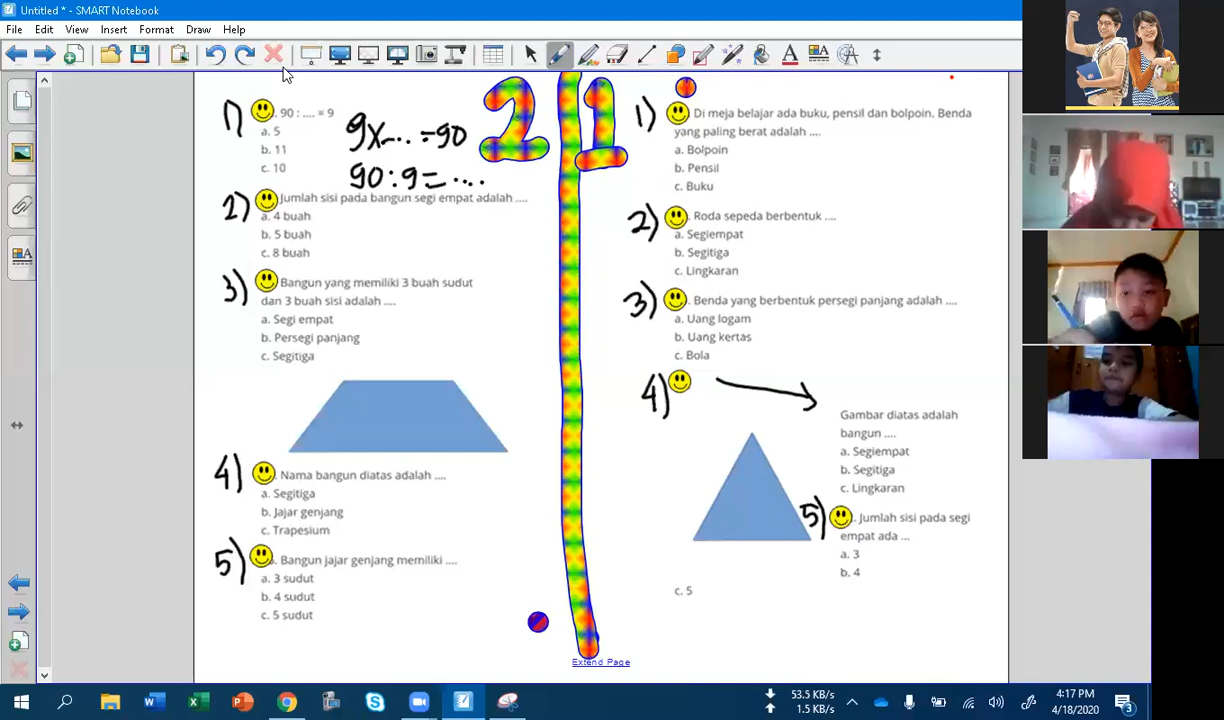 Untitled * - SMART Notebook
File Edit View Insert Format Draw Help
2
1) . 90 : .... = 9
a. 5
b. 11
c. 10
9x.... =90
90:9=....
2) Jumlah sisi pada bangun segi empat adalah ....
a. 4 buah
b. 5 buah
c. 8 buah
3) Bangun yang memiliki 3 buah sudut
dan 3 buah sisi adalah ....
a. Segi empat
b. Persegi panjang
c. Segitiga
4) . Nama bangun diatas adalah ....
a. Segitiga
b. Jajar genjang
c. Trapesium
5) . Bangun jajar genjang memiliki ....
a. 3 sudut
b. 4 sudut
c. 5 sudut
1
1) . Di meja belajar ada buku, pensil dan bolpoin. Benda
yang paling berat adalah ....
a. Bolpoin
b. Pensil
c. Buku
2) . Roda sepeda berbentuk ....
a. Segiempat
b. Segitiga
c. Lingkaran
3) . Benda yang berbentuk persegi panjang adalah ....
a. Uang logam
b. Uang kertas
c. Bola
4)
Gambar diatas adalah
bangun ....
a. Segiempat
b. Segitiga
c. Lingkaran
5) . Jumlah sisi pada segi
empat ada ...
a. 3
b. 4
c. 5
Extend Page
53.5 KB/s
1.5 KB/s
4:17 PM
4/18/2020
3